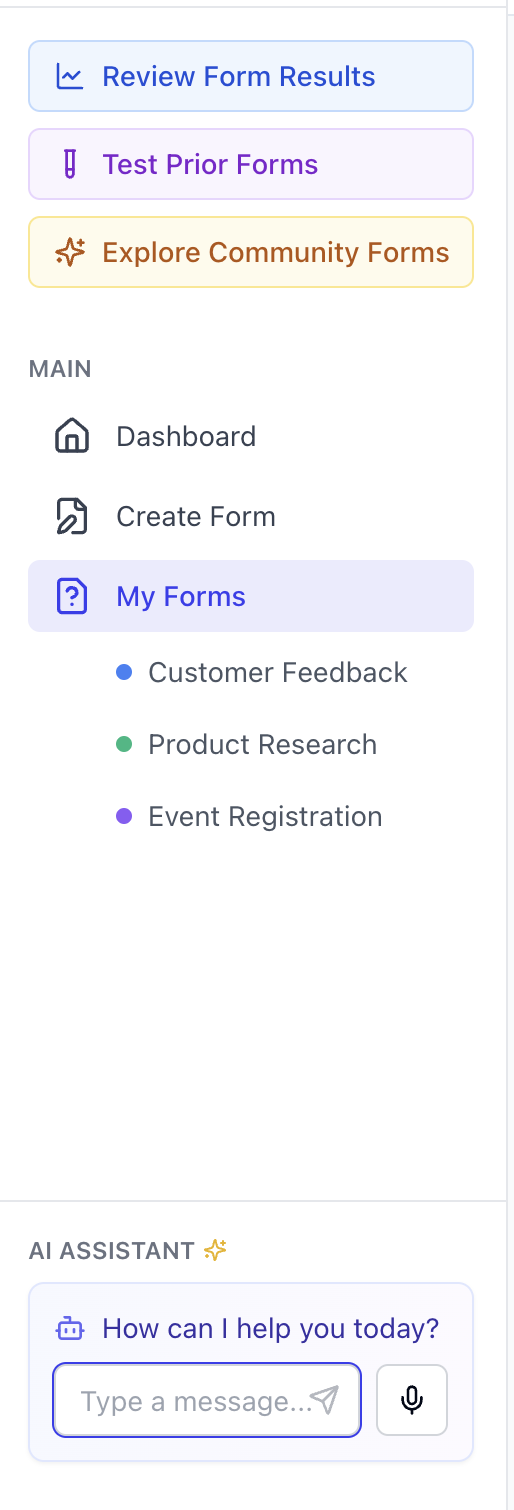 Review Form Results
Test Prior Forms
Explore Community Forms
MAIN
Dashboard
Create Form
My Forms
Customer Feedback
Product Research
Event Registration
AI ASSISTANT
How can I help you today?
Type a message...